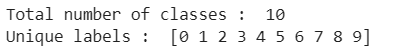 Total number of classes :  10
Unique labels :  [0 1 2 3 4 5 6 7 8 9]